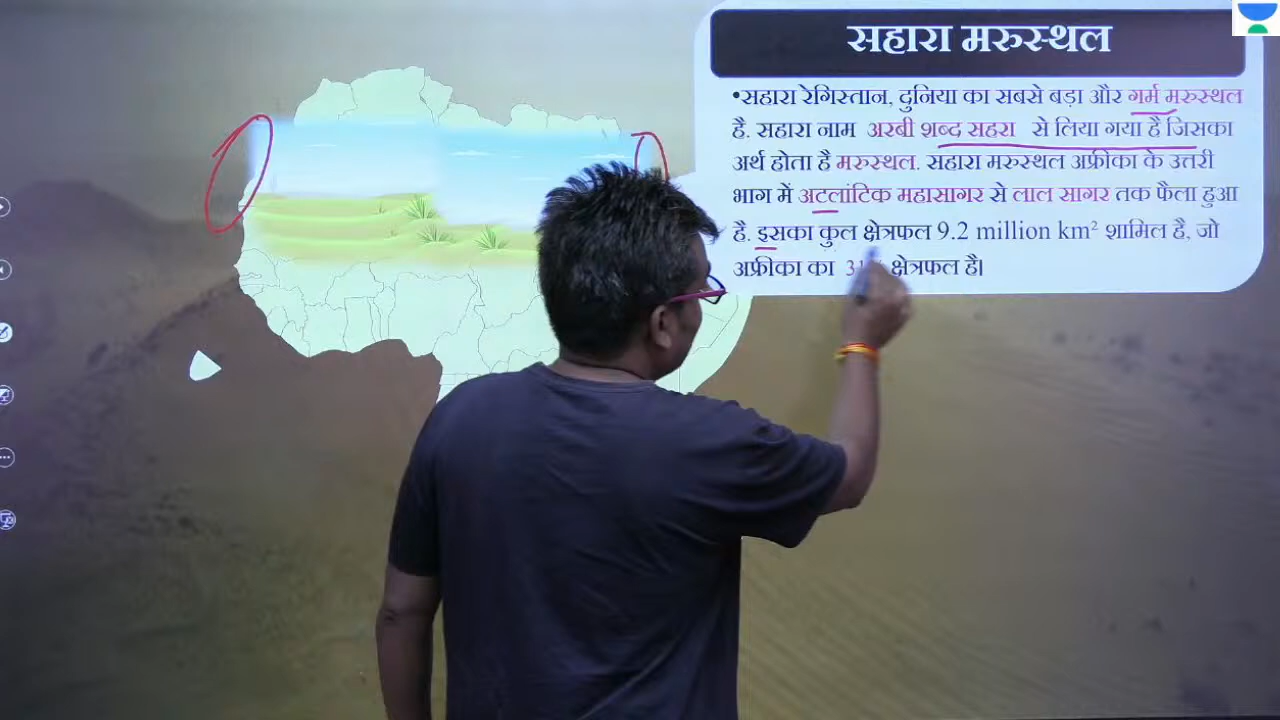 सहारा मरुस्थल
•सहारा रेगिस्तान, दुनिया का सबसे बड़ा और गर्म मरुस्थल
है. सहारा नाम अरबी शब्द सहरा से लिया गया है जिसका
अर्थ होता है मरुस्थल. सहारा मरुस्थल अफ्रीका के उत्तरी
भाग में अटलांटिक महासागर से लाल सागर तक फैला हुआ
है. इसका कुल क्षेत्रफल 9.2 million km² शामिल है, जो
अफ्रीका का क्षेत्रफल है।